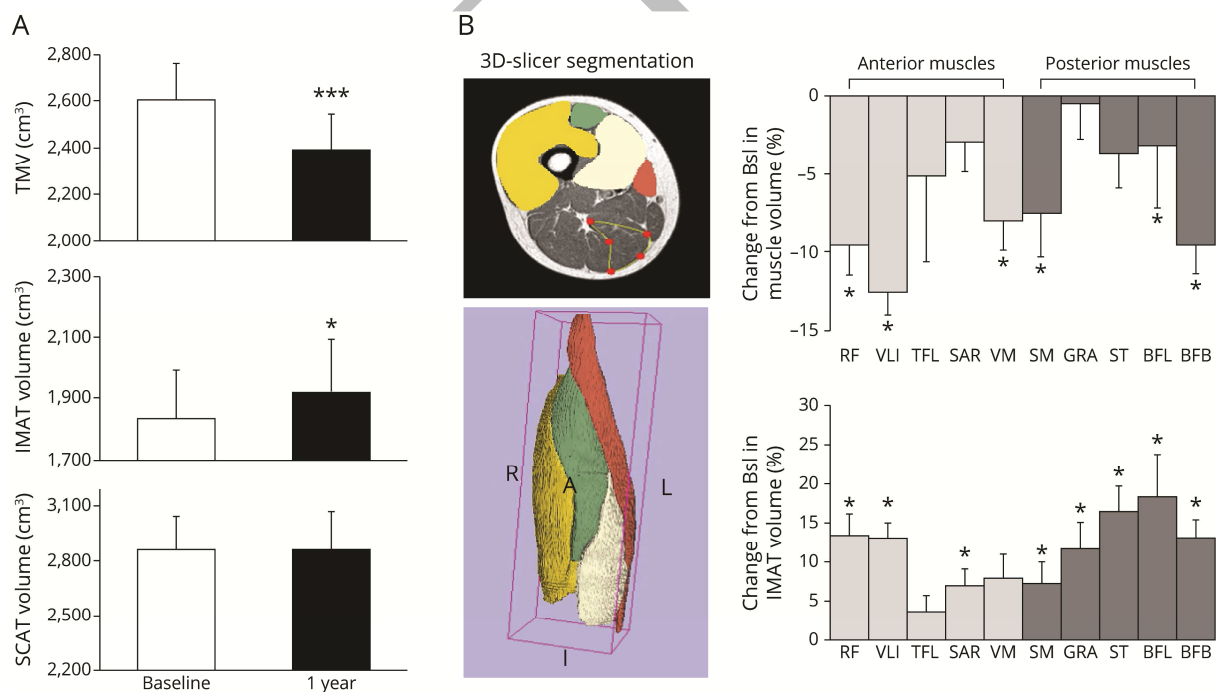 A
TMV (cm³)
2,800
2,600
2,400
2,200
2,000
***
IMAT volume (cm³)
2,300
2,100
1,900
1,700
*
SCAT volume (cm³)
3,100
2,800
2,500
2,200
Baseline 1 year
B
3D-slicer segmentation
R A L
I
Anterior muscles Posterior muscles
Change from Bsl in
muscle volume (%)
0
−5
−10
−15
* * * * * *
RF VLI TFL SAR VM SM GRA ST BFL BFB
Change from Bsl in
IMAT volume (%)
30
25
20
15
10
5
0
* * * * * * * *
RF VLI TFL SAR VM SM GRA ST BFL BFB